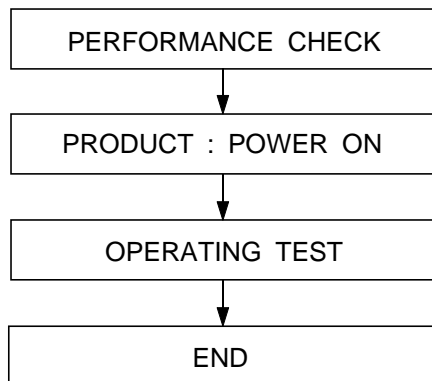 PERFORMANCE CHECK
PRODUCT : POWER ON
OPERATING TEST
END